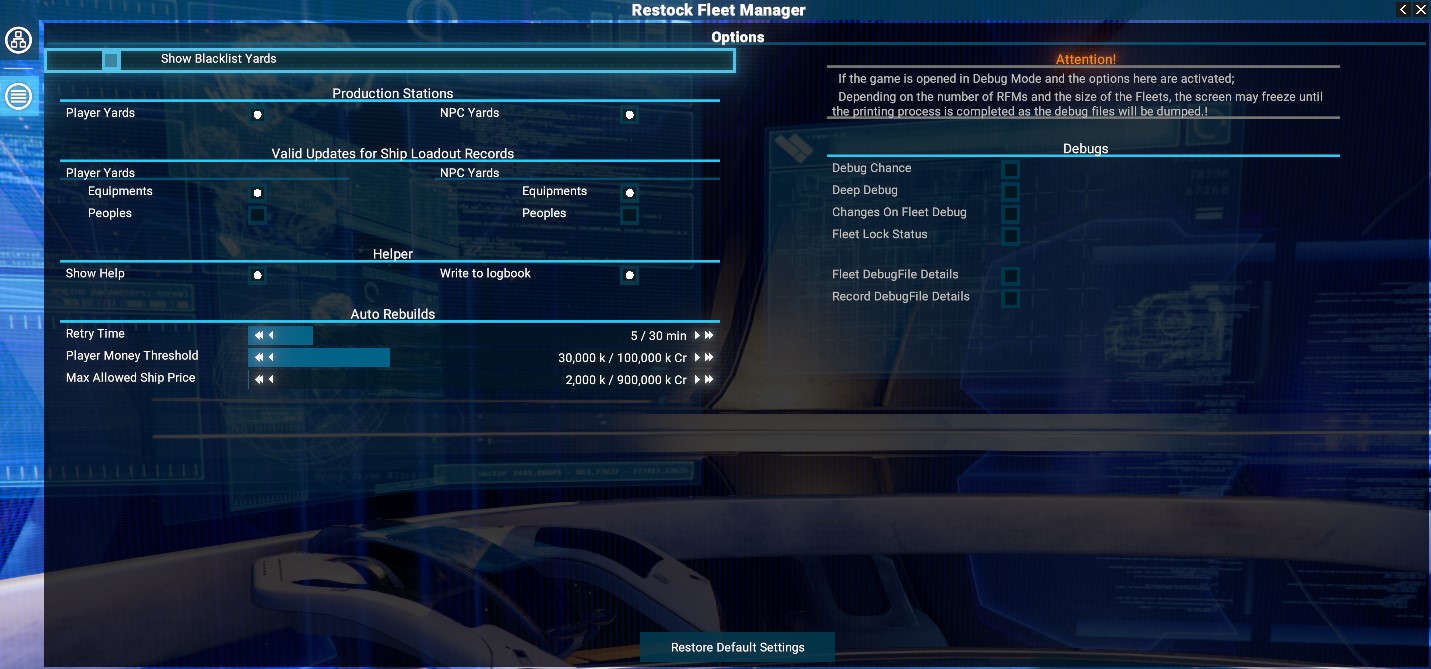 Restock Fleet Manager
Options
Show Blacklist Yards
Production Stations
Player Yards
NPC Yards
Valid Updates for Ship Loadout Records
Player Yards
NPC Yards
Equipments
Equipments
Peoples
Peoples
Helper
Show Help
Write to logbook
Auto Rebuilds
Retry Time
5 / 30 min
Player Money Threshold
30,000 k / 100,000 k Cr
Max Allowed Ship Price
2,000 k / 900,000 k Cr
Attention!
If the game is opened in Debug Mode and the options here are activated;
Depending on the number of RFMs and the size of the Fleets, the screen may freeze until
the printing process is completed as the debug files will be dumped.!
Debugs
Debug Chance
Deep Debug
Changes On Fleet Debug
Fleet Lock Status
Fleet DebugFile Details
Record DebugFile Details
Restore Default Settings